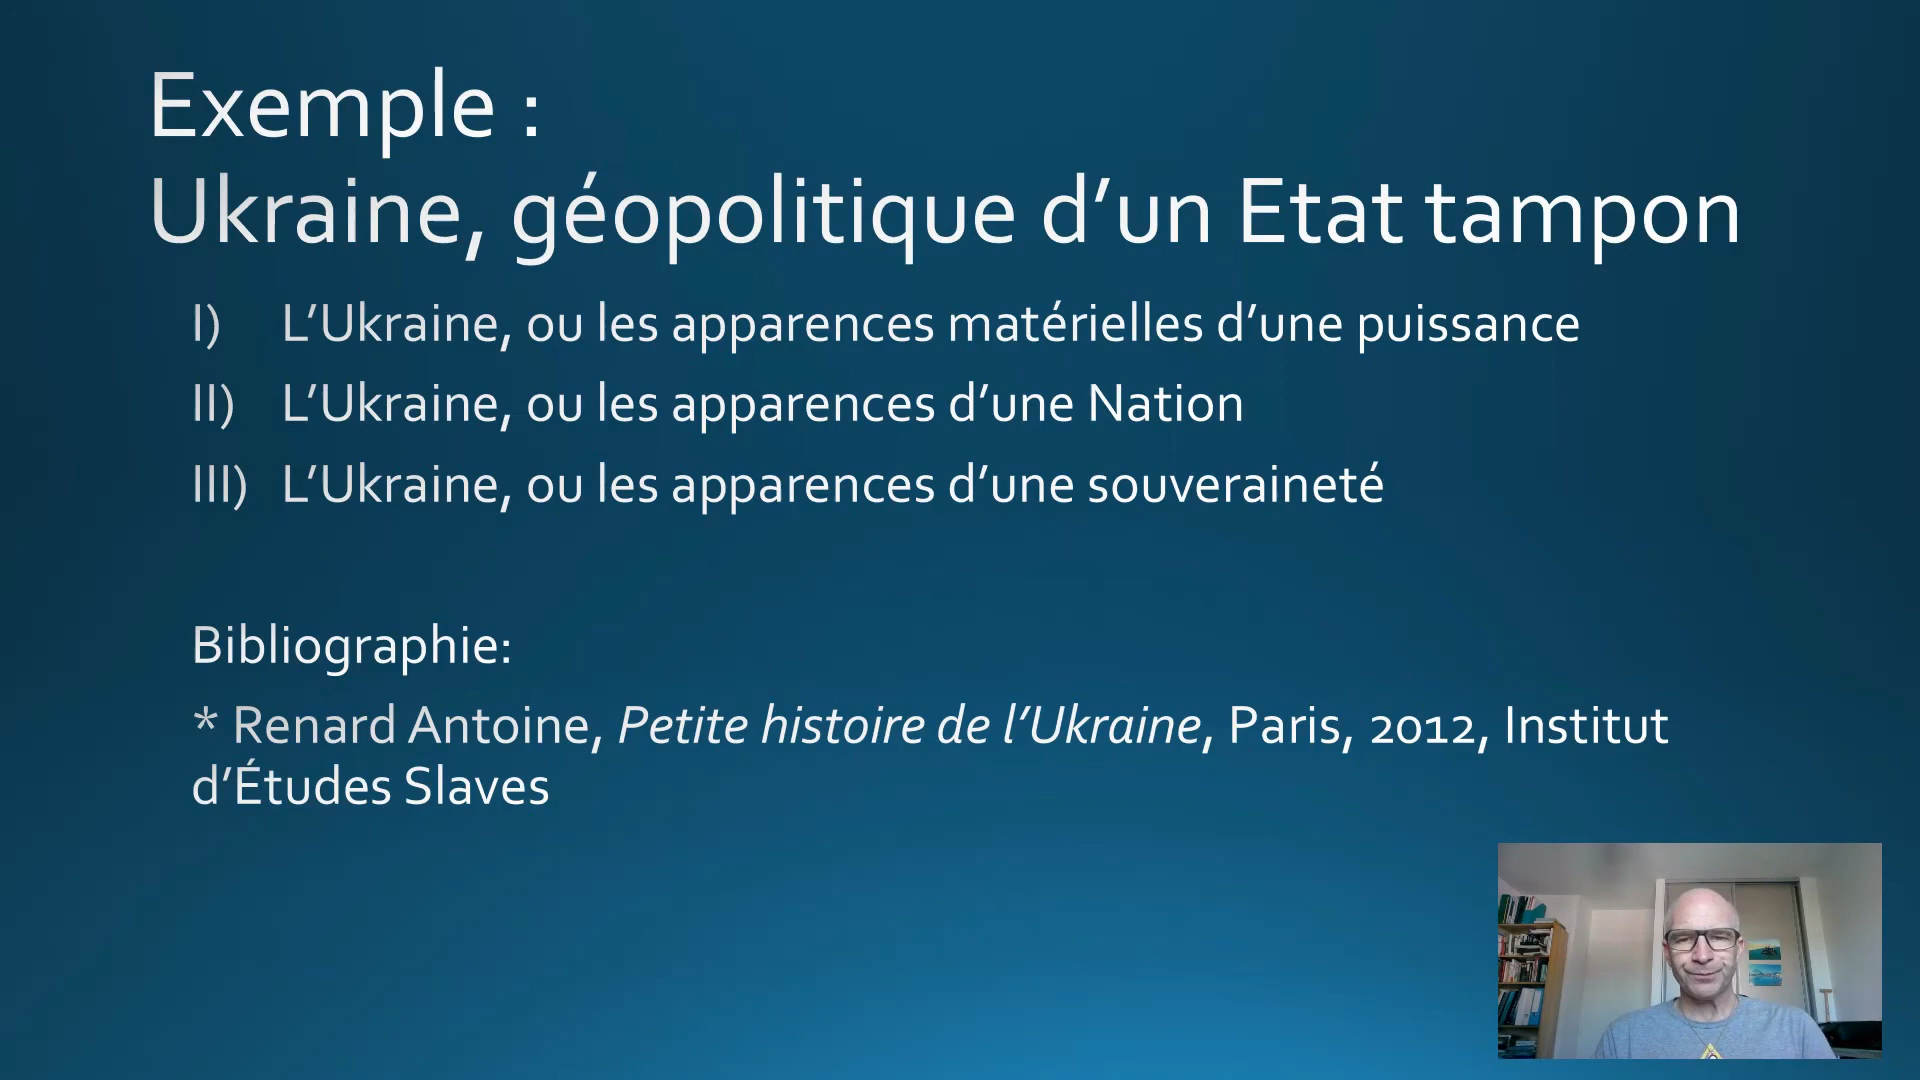 Exemple :
Ukraine, géopolitique d’un Etat tampon
I) L’Ukraine, ou les apparences matérielles d’une puissance
II) L’Ukraine, ou les apparences d’une Nation
III) L’Ukraine, ou les apparences d’une souveraineté
Bibliographie:
* Renard Antoine, Petite histoire de l’Ukraine, Paris, 2012, Institut
d’Études Slaves